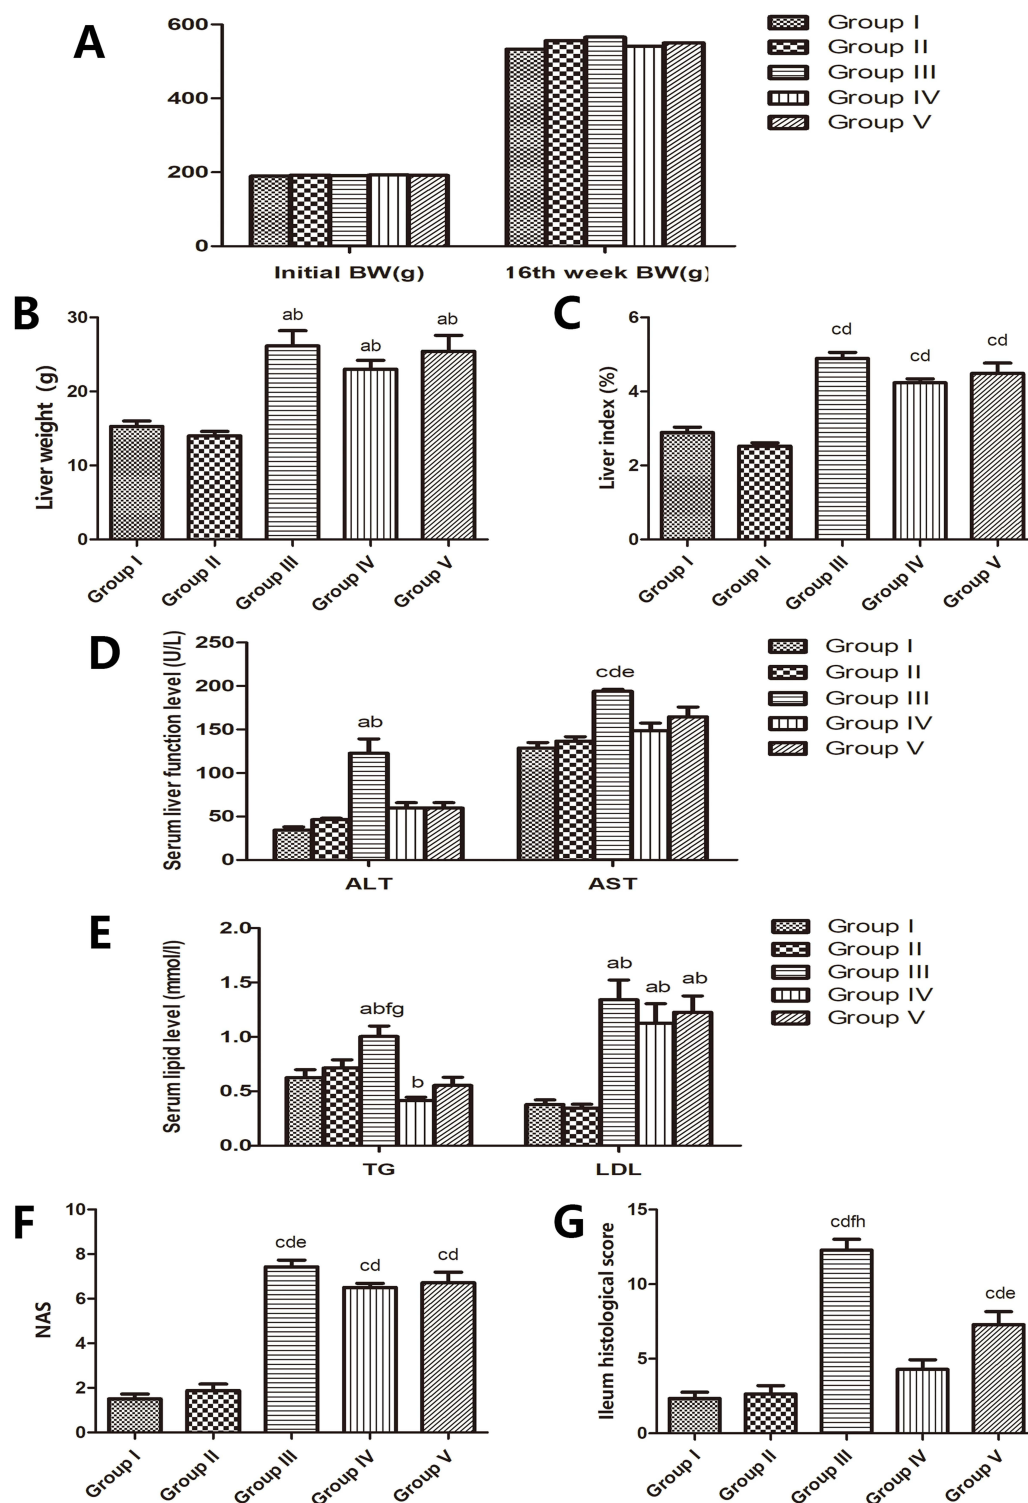 A
600
400
200
0
Initial BW(g)
16th week BW(g)
Group I
Group II
Group III
Group IV
Group V
B
Liver weight (g)
30
20
10
0
ab
ab
ab
Group I
Group II
Group III
Group IV
Group V
C
Liver index (%)
6
4
2
0
cd
cd
cd
Group I
Group II
Group III
Group IV
Group V
D
Serum liver function level (U/L)
250
200
150
100
50
0
ab
cde
ALT
AST
Group I
Group II
Group III
Group IV
Group V
E
Serum lipid level (mmol/l)
2.0
1.5
1.0
0.5
0.0
abfg
b
ab
ab
ab
TG
LDL
Group I
Group II
Group III
Group IV
Group V
F
NAS
10
8
6
4
2
0
cde
cd
cd
Group I
Group II
Group III
Group IV
Group V
G
Ileum histological score
15
10
5
0
cdfh
cde
Group I
Group II
Group III
Group IV
Group V